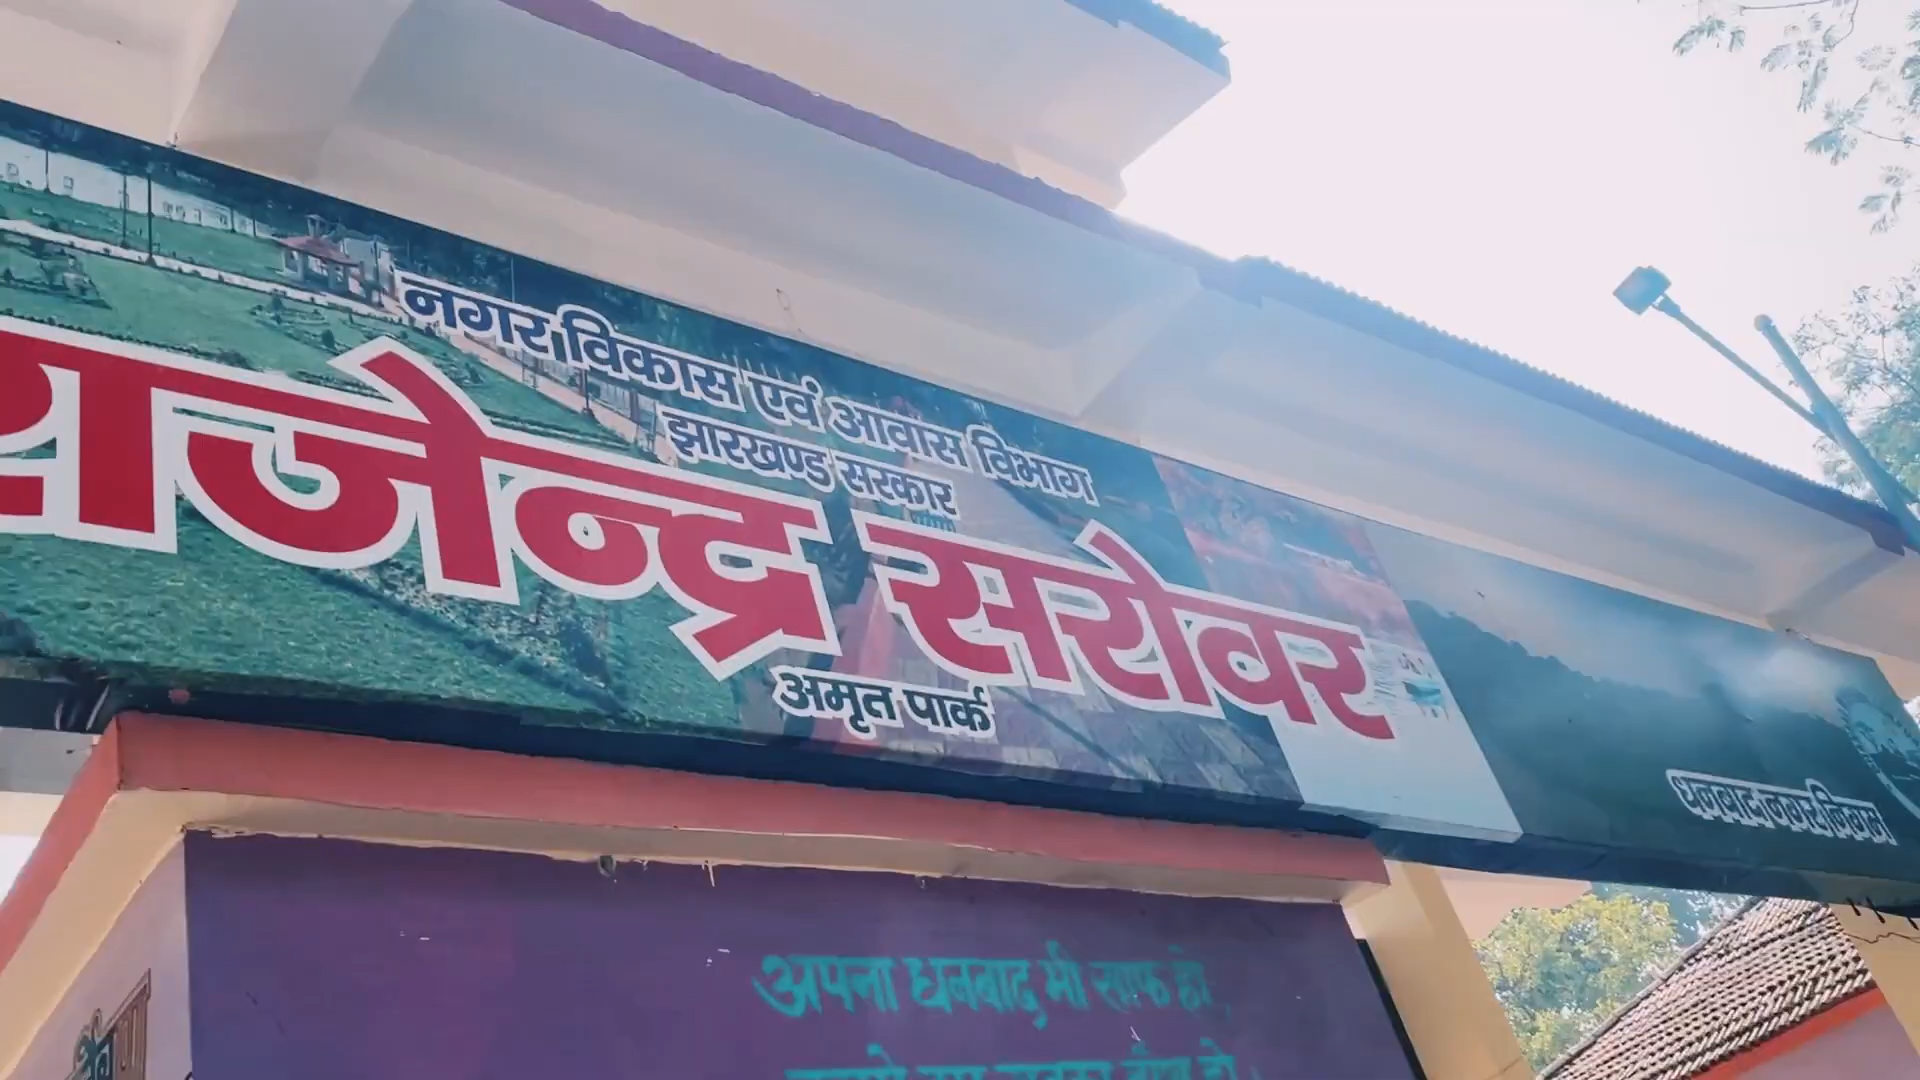 नगर विकास एवं आवास विभाग
झारखण्ड सरकार
राजेन्द्र सरोवर
अमृत पार्क
धनबाद नगर निगम
अपना धनबाद भी साफ हो,